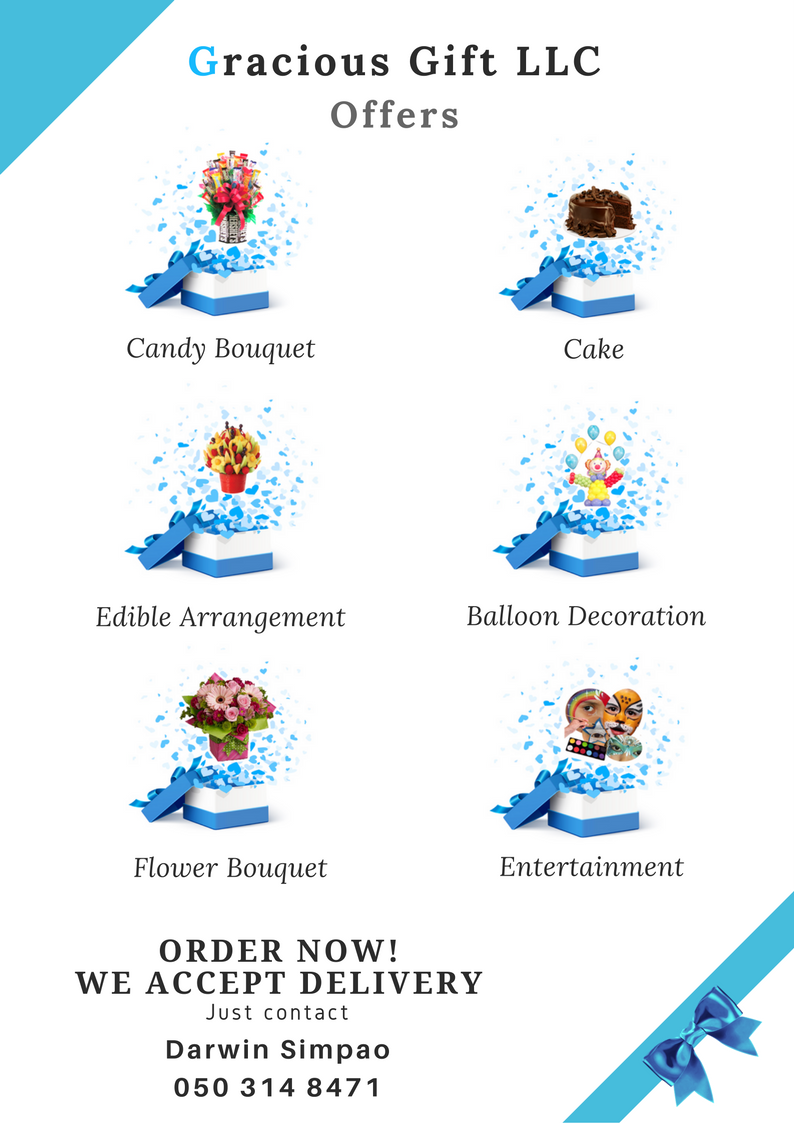 Gracious Gift LLC
Offers
Candy Bouquet
Cake
Edible Arrangement
Balloon Decoration
Flower Bouquet
Entertainment
ORDER NOW!
WE ACCEPT DELIVERY
Just contact
Darwin Simpao
050 314 8471